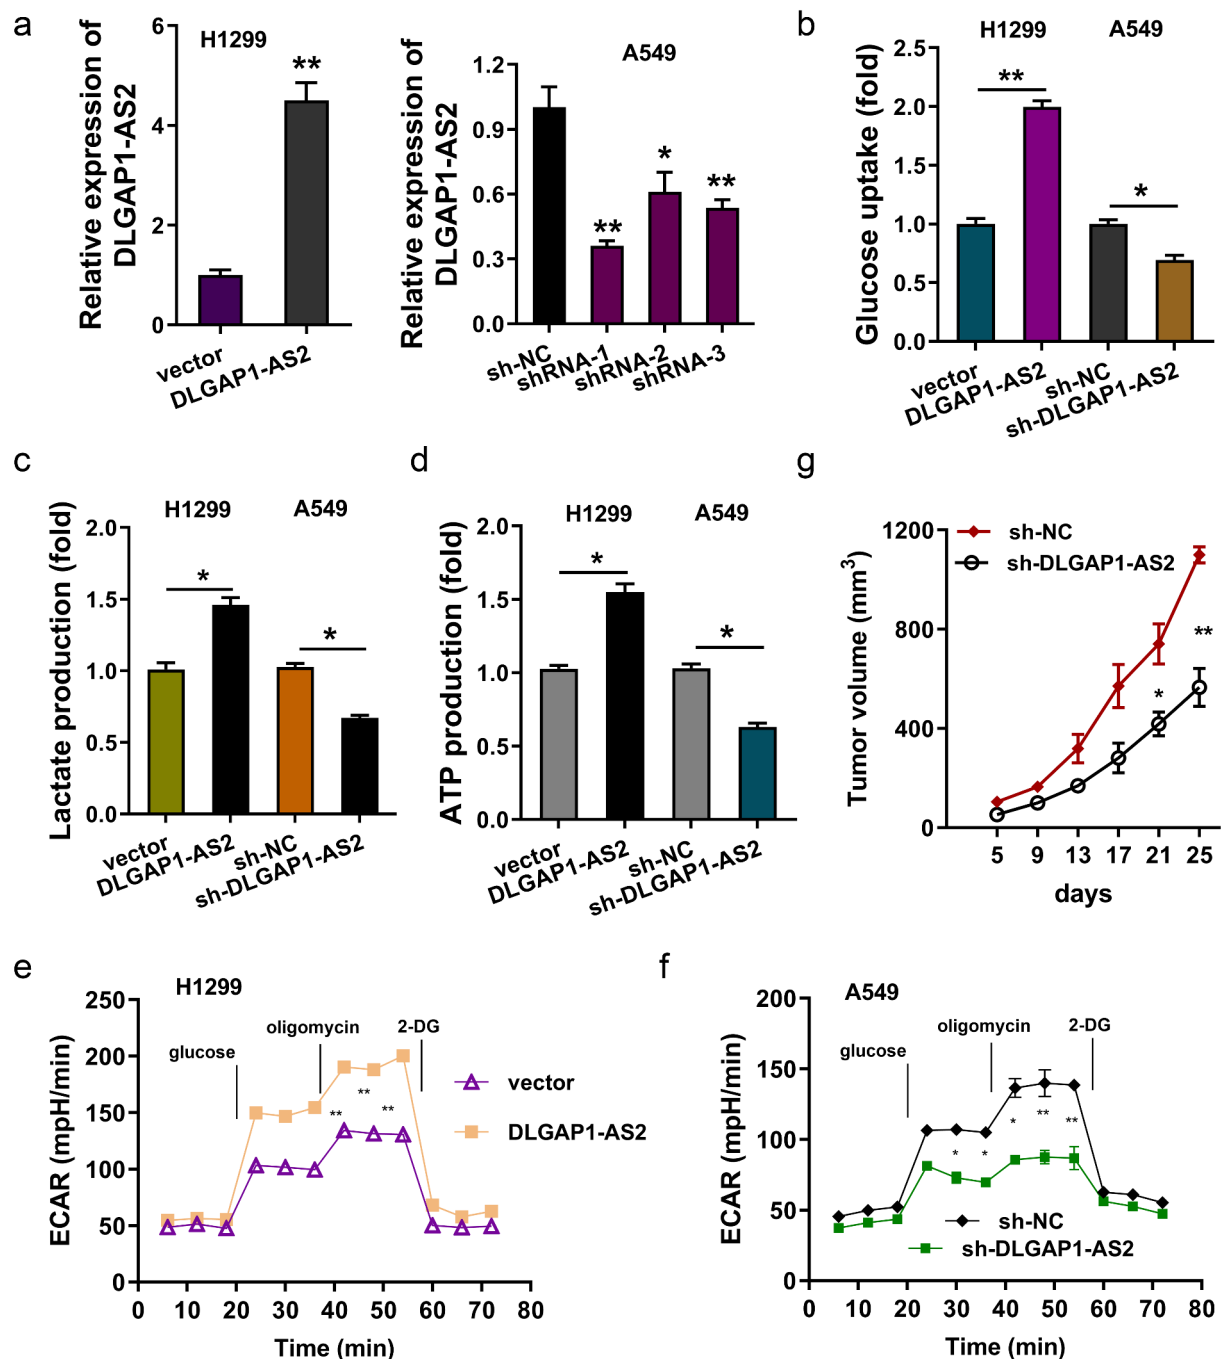 a
H1299
Relative expression of
DLGAP1-AS2
6
4
2
0
**
vector
DLGAP1-AS2
A549
Relative expression of
DLGAP1-AS2
1.2
0.9
0.6
0.3
0.0
**
*
**
sh-NC
shRNA-1
shRNA-2
shRNA-3
b
H1299 A549
Glucose uptake (fold)
2.5
2.0
1.5
1.0
0.5
0.0
**
*
vector
DLGAP1-AS2
sh-NC
sh-DLGAP1-AS2
c
H1299 A549
Lactate production (fold)
2.0
1.5
1.0
0.5
0.0
*
*
vector
DLGAP1-AS2
sh-NC
sh-DLGAP1-AS2
d
H1299 A549
ATP production (fold)
2.0
1.5
1.0
0.5
0.0
*
*
vector
DLGAP1-AS2
sh-NC
sh-DLGAP1-AS2
g
sh-NC
sh-DLGAP1-AS2
Tumor volume (mm3)
1200
800
400
0
*
**
5 9 13 17 21 25
days
e
H1299
ECAR (mpH/min)
250
200
150
100
50
0
glucose
oligomycin
2-DG
**
**
**
vector
DLGAP1-AS2
0 10 20 30 40 50 60 70 80
Time (min)
f
A549
ECAR (mpH/min)
200
150
100
50
0
glucose
oligomycin
2-DG
*
*
*
**
**
sh-NC
sh-DLGAP1-AS2
0 10 20 30 40 50 60 70 80
Time (min)